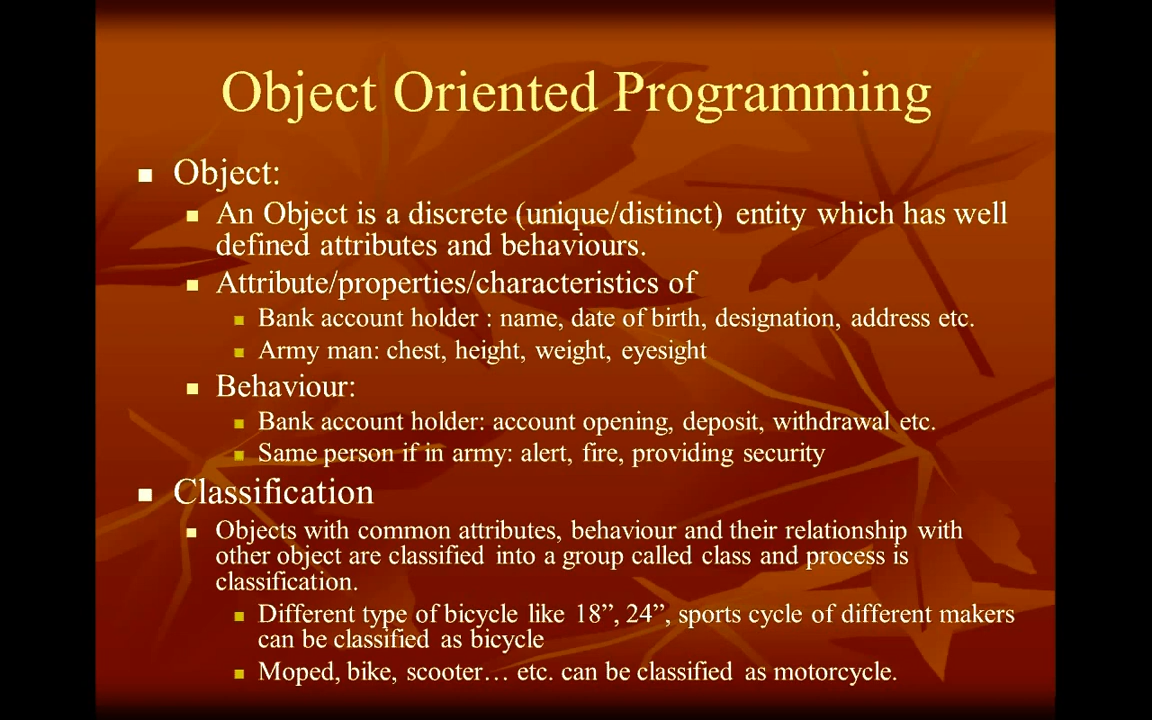 Object Oriented Programming
Object:
An Object is a discrete (unique/distinct) entity which has well
defined attributes and behaviours.
Attribute/properties/characteristics of
Bank account holder : name, date of birth, designation, address etc.
Army man: chest, height, weight, eyesight
Behaviour:
Bank account holder: account opening, deposit, withdrawal etc.
Same person if in army: alert, fire, providing security
Classification
Objects with common attributes, behaviour and their relationship with
other object are classified into a group called class and process is
classification.
Different type of bicycle like 18”, 24”, sports cycle of different makers
can be classified as bicycle
Moped, bike, scooter… etc. can be classified as motorcycle.